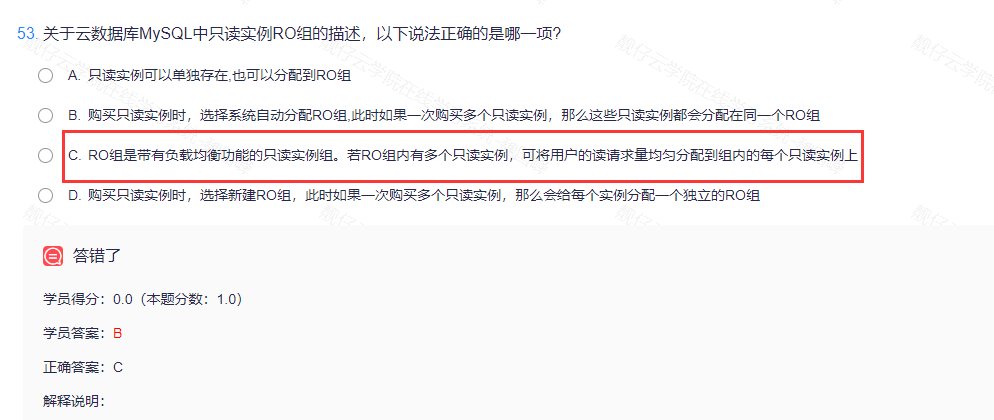 53. 关于云数据库MySQL中只读实例RO组的描述，以下说法正确的是哪一项?
A. 只读实例可以单独存在,也可以分配到RO组
B. 购买只读实例时，选择系统自动分配RO组,此时如果一次购买多个只读实例，那么这些只读实例都会分配在同一个RO组
C. RO组是带有负载均衡功能的只读实例组。若RO组内有多个只读实例，可将用户的读请求量均匀分配到组内的每个只读实例上
D. 购买只读实例时，选择新建RO组，此时如果一次购买多个只读实例，那么会给每个实例分配一个独立的RO组
答错了
学员得分：0.0（本题分数：1.0）
学员答案：B
正确答案：C
解释说明：